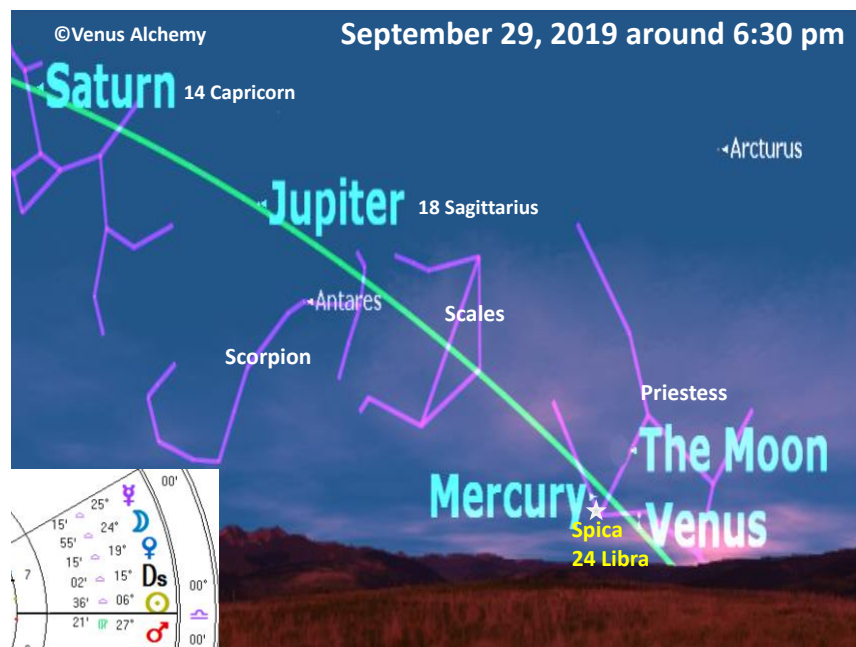 ©Venus Alchemy
September 29, 2019 around 6:30 pm
Saturn 14 Capricorn
Arcturus
Jupiter 18 Sagittarius
Antares
Scales
Scorpion
Priestess
The Moon
Mercury
Venus
Spica
24 Libra
00'
15' ♎ 25° ☿
55' ♎ 24° ☽
15' ♎ 19° ♀
02' ♎ 15° Ds
36' ♎ 06° ☉
21' ♍ 27° ♂
7
00°
♎
00'